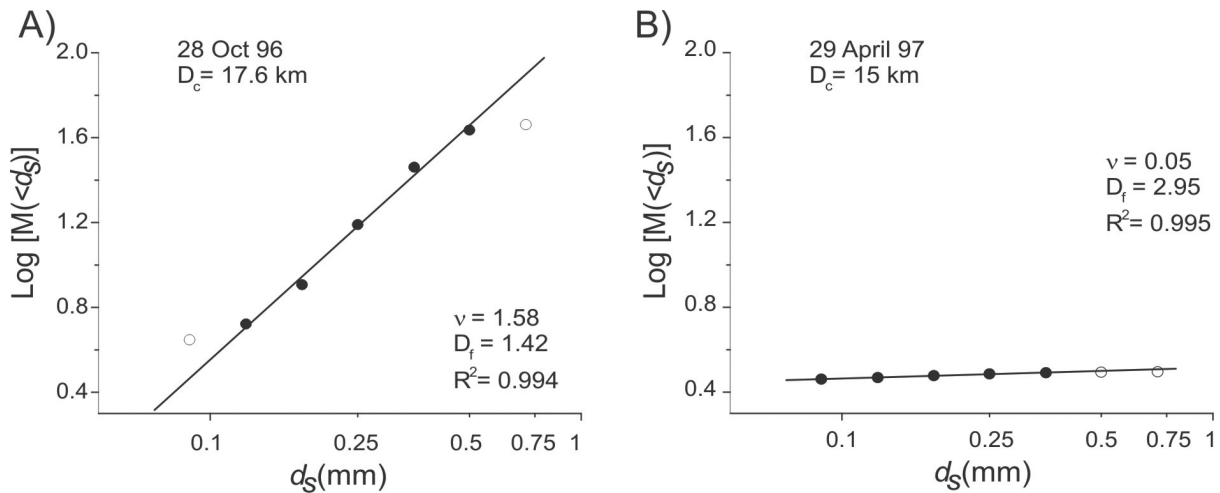 A)
28 Oct 96
Dc= 17.6 km
2.0
1.6
1.2
0.8
0.4
Log [M(<ds)]
ν = 1.58
Df = 1.42
R²= 0.994
0.1
0.25
0.5
0.75
1
ds(mm)
B)
29 April 97
Dc= 15 km
2.0
1.6
1.2
0.8
0.4
Log [M(<ds)]
ν = 0.05
Df = 2.95
R²= 0.995
0.1
0.25
0.5
0.75
1
ds(mm)